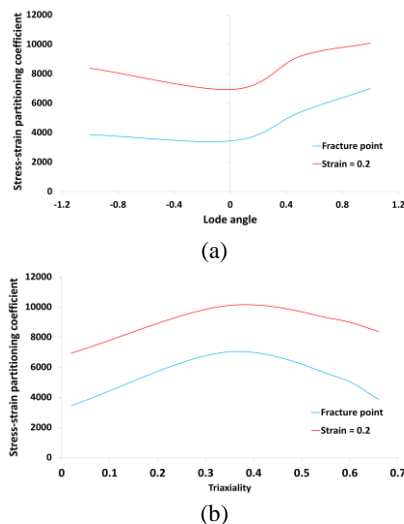 Stress-strain partitioning coefficient
12000
10000
8000
6000
4000
2000
0
-1.2 -0.8 -0.4 0 0.4 0.8 1.2
Lode angle
Fracture point
Strain = 0.2
(a)
Stress-strain partitioning coefficient
12000
10000
8000
6000
4000
2000
0
0 0.1 0.2 0.3 0.4 0.5 0.6 0.7
Triaxiality
Fracture point
Strain = 0.2
(b)